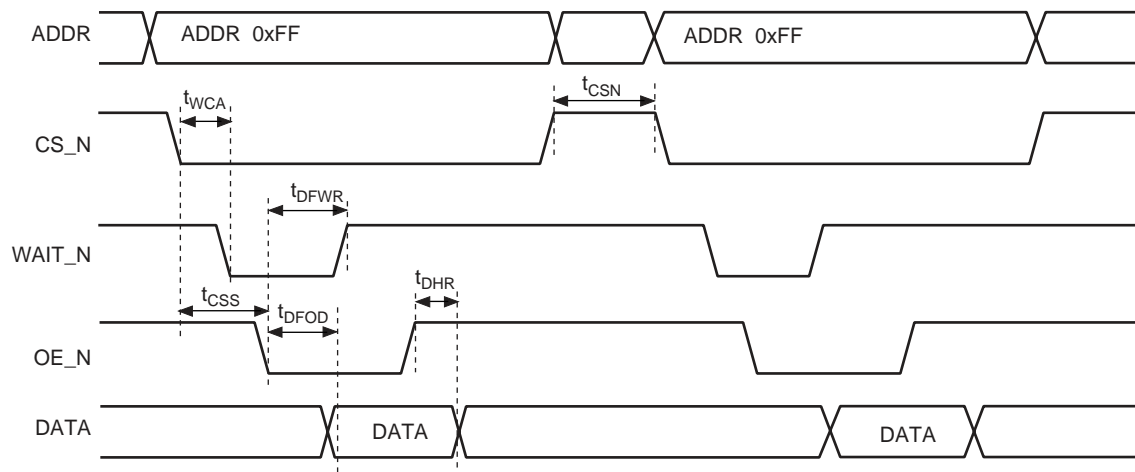 ADDR ADDR 0xFF ADDR 0xFF
tWCA tCSN
CS_N
tDFWR
WAIT_N
tDHR
tCSS tDFOD
OE_N
DATA DATA DATA